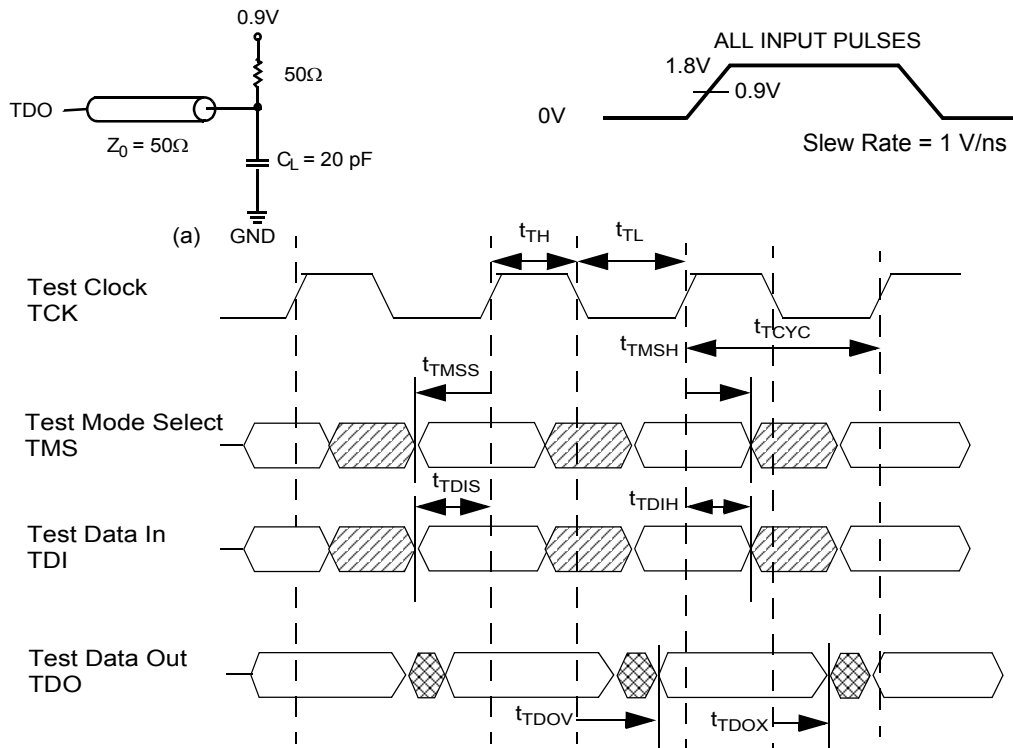 0.9V
50Ω
TDO
Z0 = 50Ω
CL = 20 pF
(a)
GND
ALL INPUT PULSES
1.8V
0.9V
0V
Slew Rate = 1 V/ns
tTH
tTL
Test Clock
TCK
tTCYC
tTMSH
tTMSS
Test Mode Select
TMS
tTDIS
tTDIH
Test Data In
TDI
Test Data Out
TDO
tTDOV
tTDOX